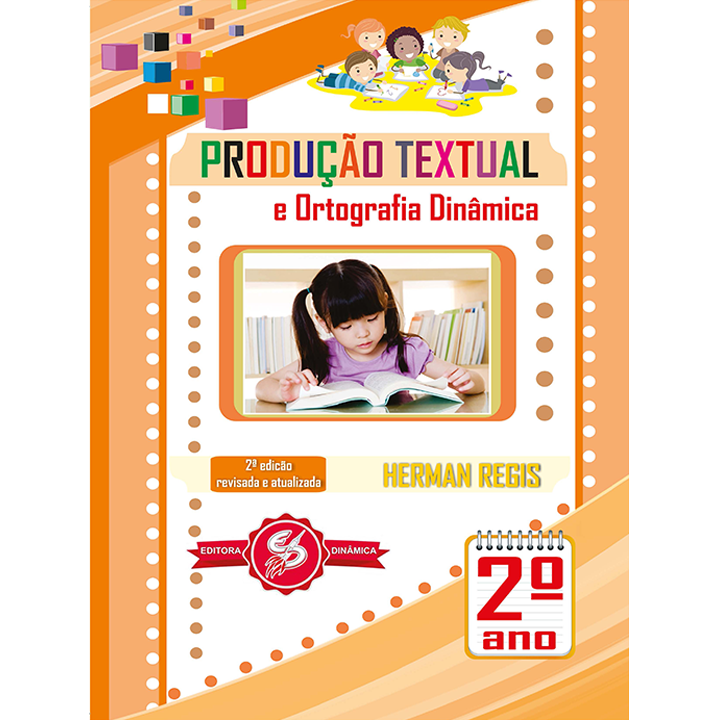 PRODUÇÃO TEXTUAL
e Ortografia Dinâmica
2ª edição
revisada e atualizada
HERMAN REGIS
EDITORA
DINÂMICA
2º
ano